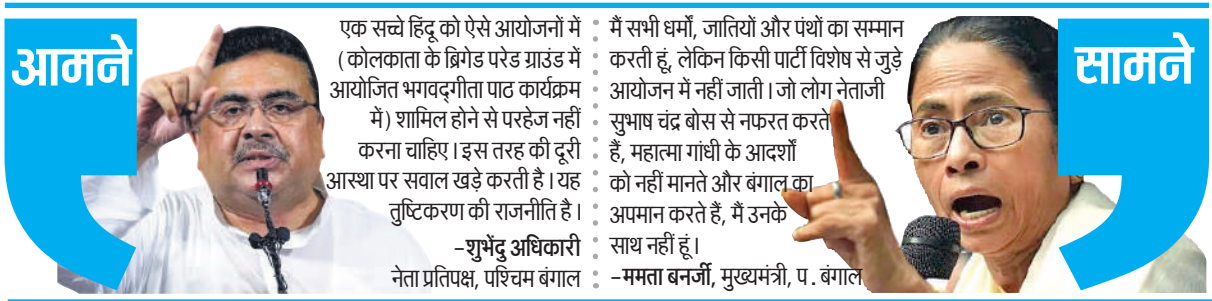 आमने
एक सच्चे हिंदू को ऐसे आयोजनों में
(कोलकाता के ब्रिगेड परेड ग्राउंड में
आयोजित भगवद्गीता पाठ कार्यक्रम
में) शामिल होने से परहेज नहीं
करना चाहिए। इस तरह की दूरी
आस्था पर सवाल खड़े करती है। यह
तुष्टिकरण की राजनीति है।
–शुभेंदु अधिकारी
नेता प्रतिपक्ष, पश्चिम बंगाल
मैं सभी धर्मों, जातियों और पंथों का सम्मान
करती हूं, लेकिन किसी पार्टी विशेष से जुड़े
आयोजन में नहीं जाती। जो लोग नेताजी
सुभाष चंद्र बोस से नफरत करते
हैं, महात्मा गांधी के आदर्शों
को नहीं मानते और बंगाल का
अपमान करते हैं, मैं उनके
साथ नहीं हूं।
–ममता बनर्जी, मुख्यमंत्री, प. बंगाल
सामने